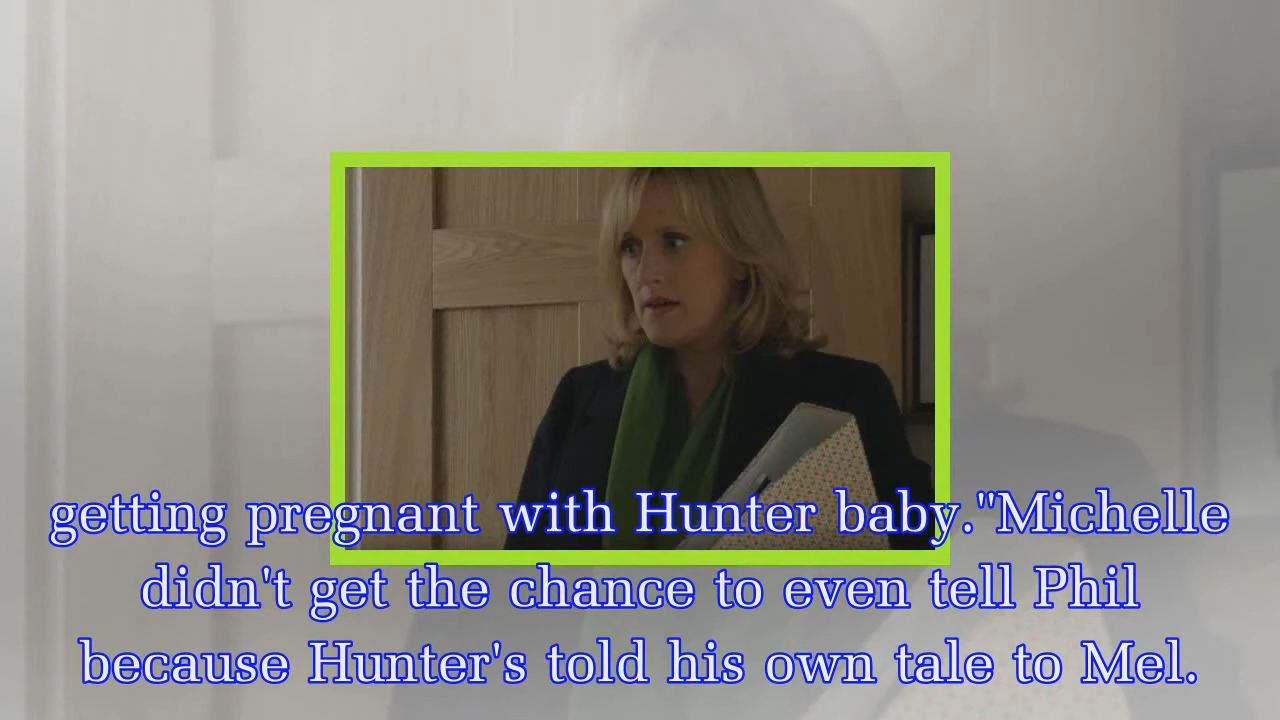 getting pregnant with Hunter baby."Michelle
didn't get the chance to even tell Phil
because Hunter's told his own tale to Mel.